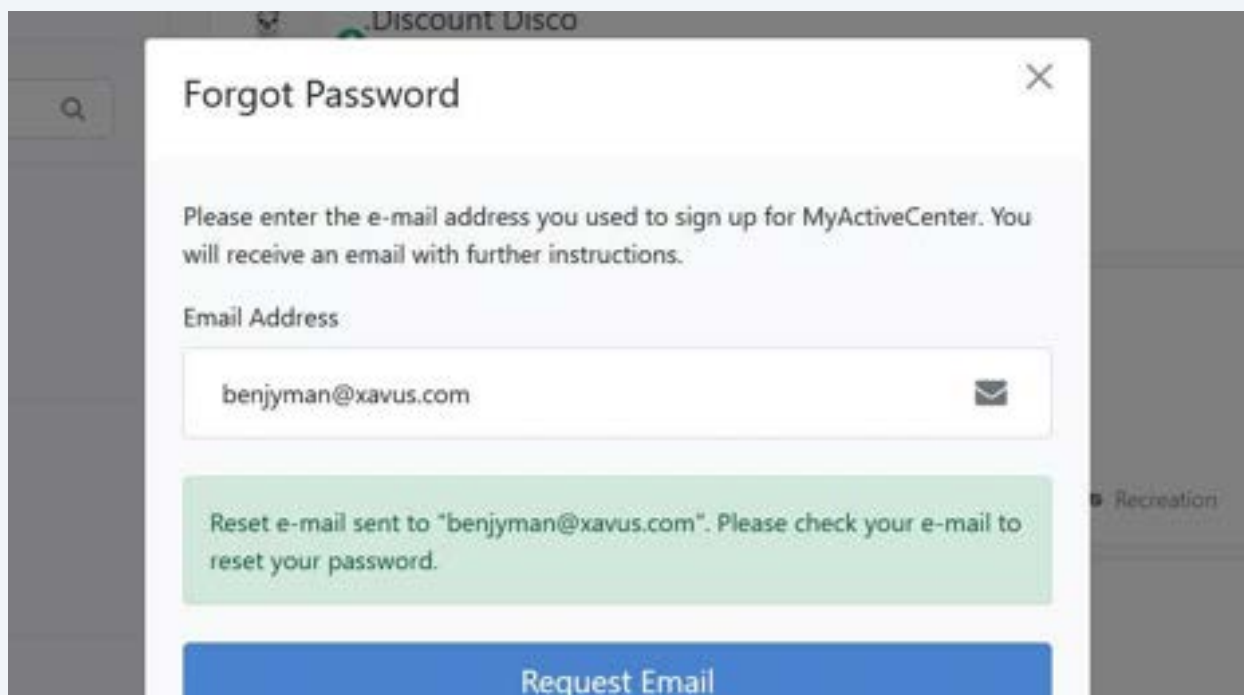 .Discount Disco
Forgot Password
Please enter the e-mail address you used to sign up for MyActiveCenter. You
will receive an email with further instructions.
Email Address
benjyman@xavus.com
Reset e-mail sent to "benjyman@xavus.com". Please check your e-mail to
reset your password.
Recreation
Request Email